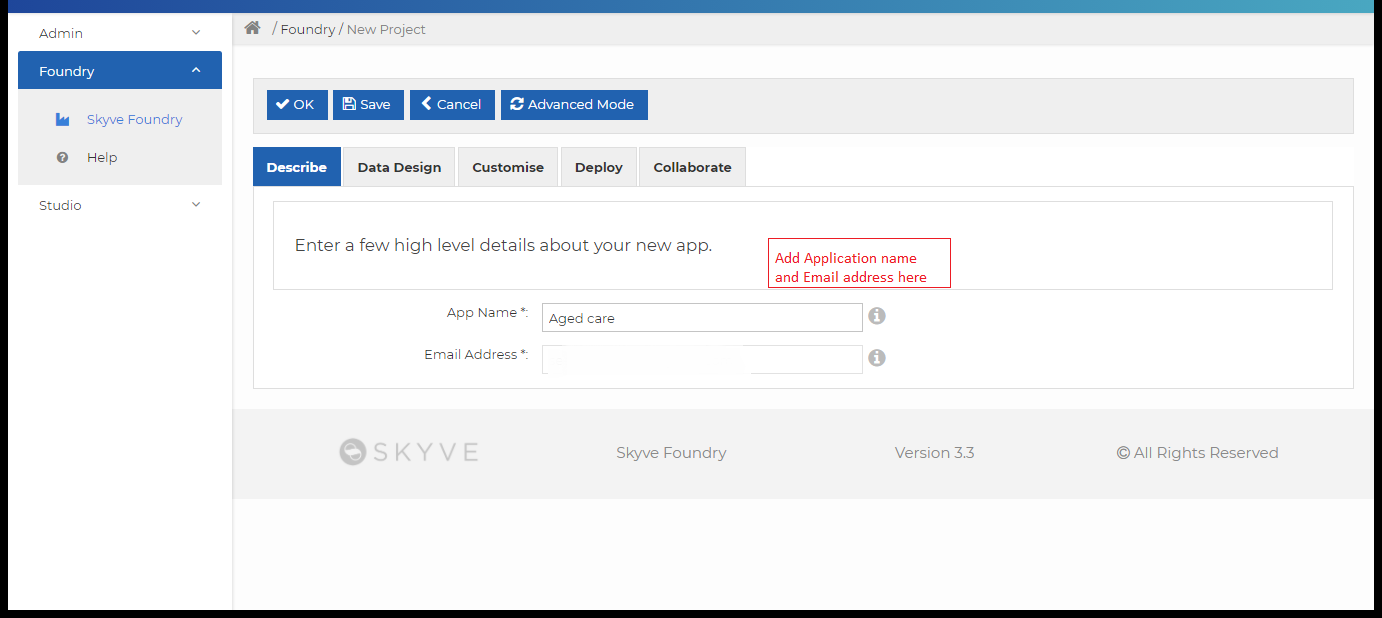 Admin
/ Foundry / New Project
Foundry
Skyve Foundry
Help
Studio
OK Save Cancel Advanced Mode
Describe Data Design Customise Deploy Collaborate
Enter a few high level details about your new app.
Add Application name
and Email address here
App Name *:
Aged care
Email Address *:
SKYVE Skyve Foundry Version 3.3 © All Rights Reserved